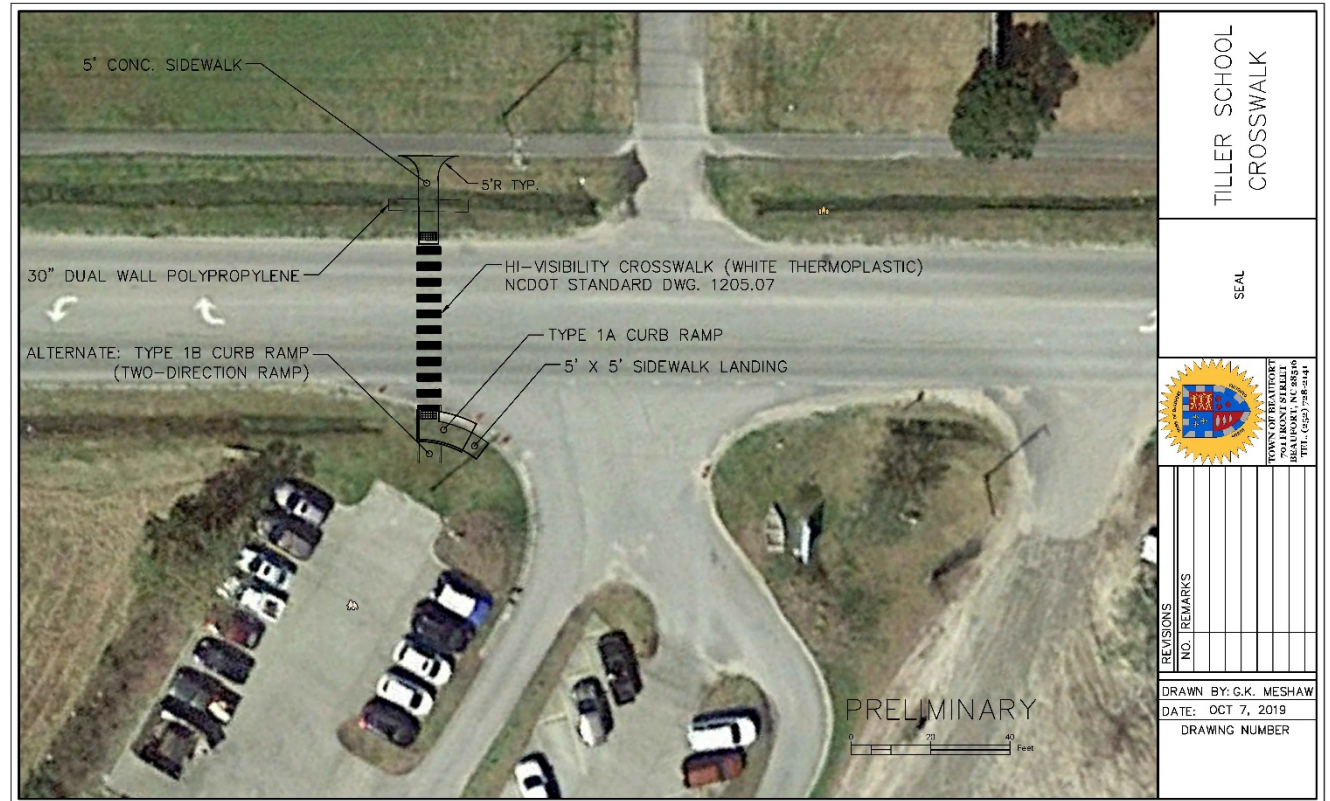 5' CONC. SIDEWALK
5'R TYP.
30" DUAL WALL POLYPROPYLENE
HI-VISIBILITY CROSSWALK (WHITE THERMOPLASTIC)
NCDOT STANDARD DWG. 1205.07
TYPE 1A CURB RAMP
ALTERNATE: TYPE 1B CURB RAMP
(TWO-DIRECTION RAMP)
5' X 5' SIDEWALK LANDING
PRELIMINARY
0 20 40
Feet
TILLER SCHOOL
CROSSWALK
SEAL
TOWN OF BEAUFORT
701 FRONT STREET
BEAUFORT, NC 28516
TEL. (252) 728-2141
REVISIONS
NO. REMARKS
DRAWN BY: G.K. MESHAW
DATE: OCT 7, 2019
DRAWING NUMBER